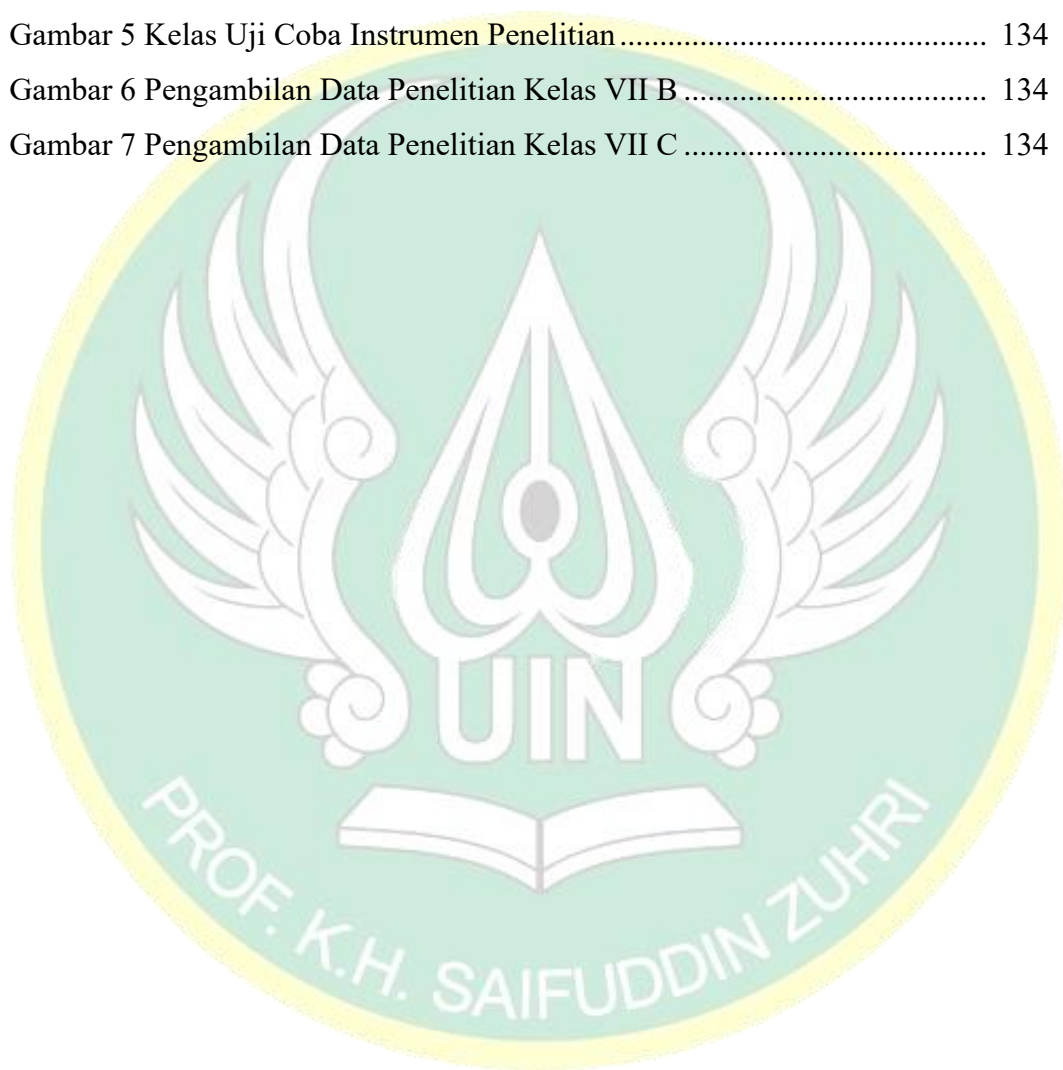 Gambar 5 Kelas Uji Coba Instrumen Penelitian ............................................ 134
Gambar 6 Pengambilan Data Penelitian Kelas VII B .................................... 134
Gambar 7 Pengambilan Data Penelitian Kelas VII C .................................... 134
UIN
PROF. K.H. SAIFUDDIN ZUHRI